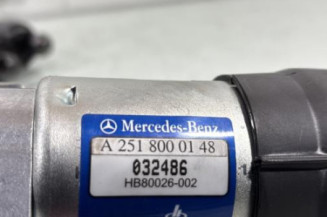 Mercedes-Benz
A 251 800 01 48
032486
HB80026-002